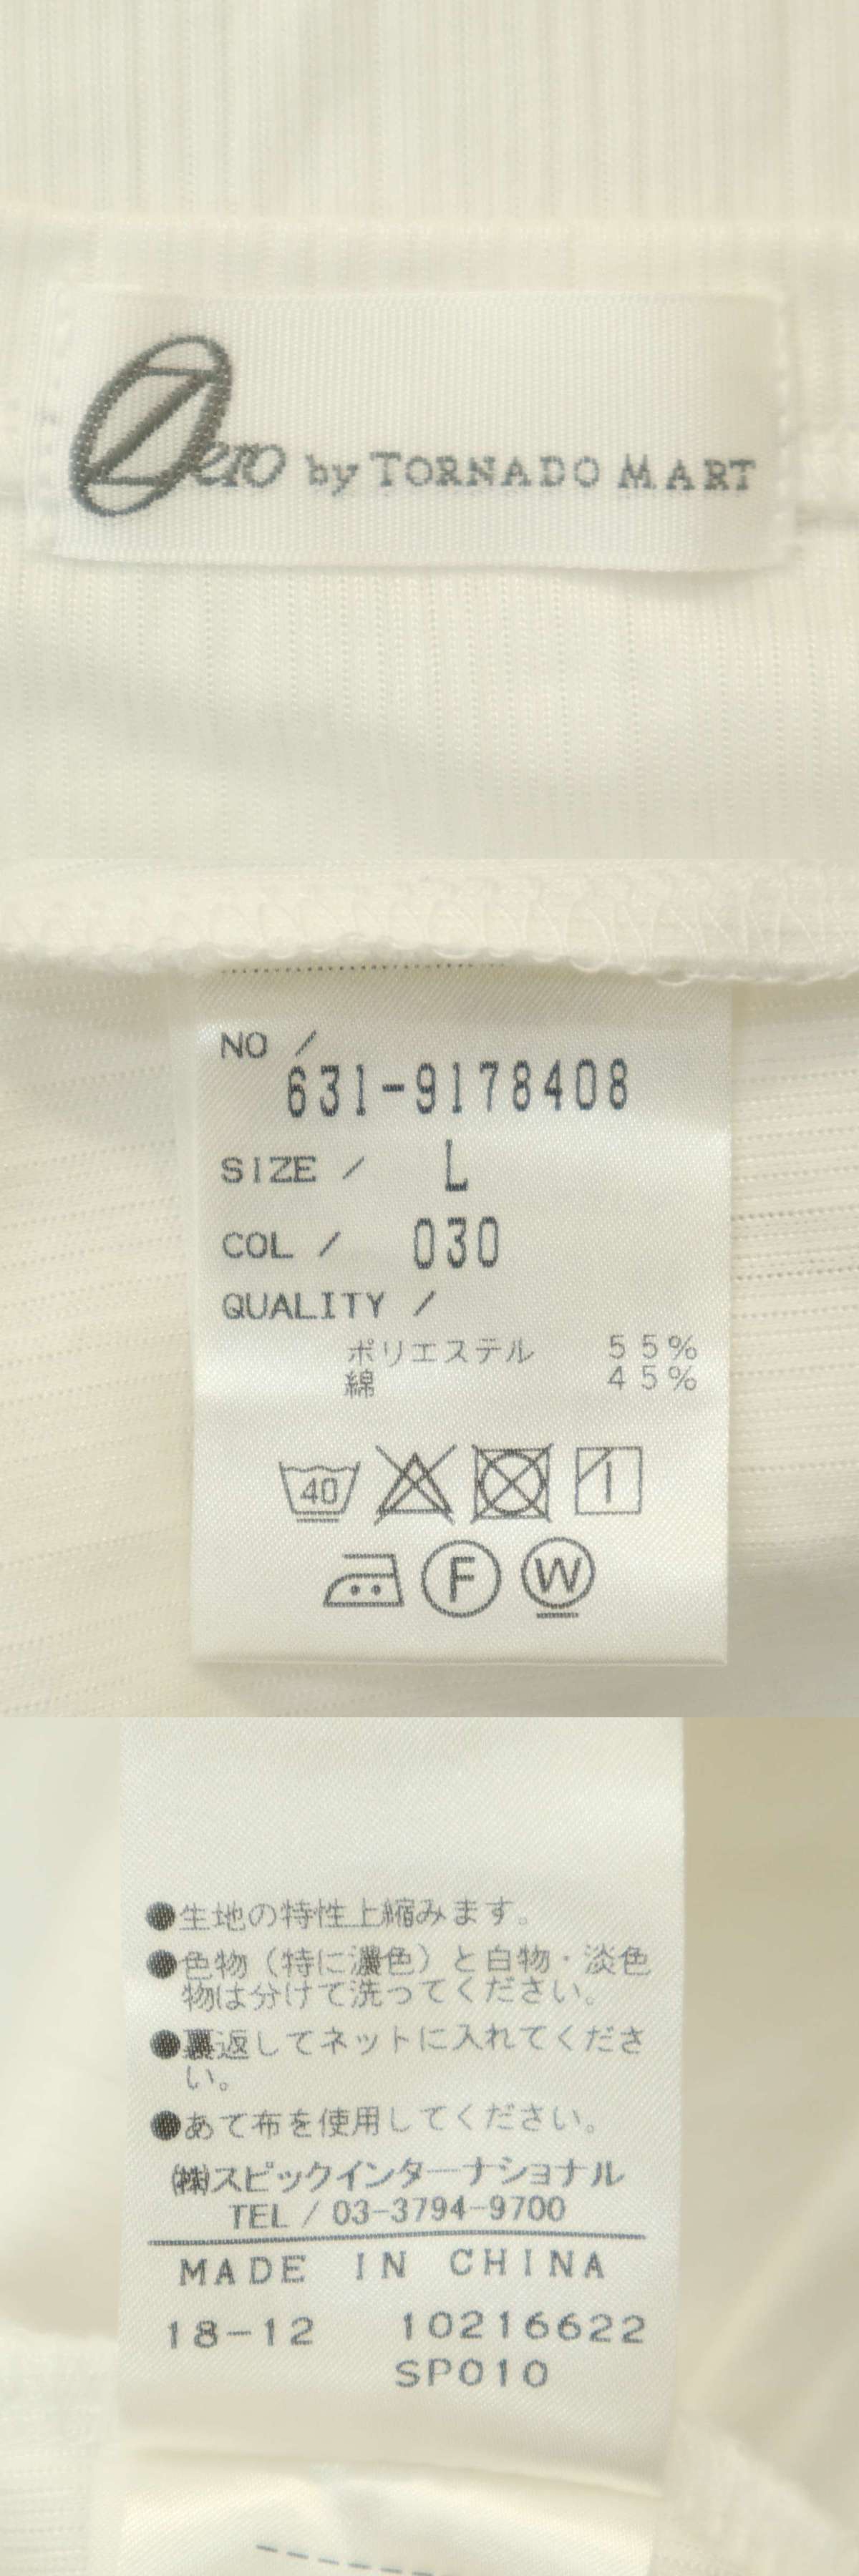 Zero by TORNADO MART
NO /
631-9178408
SIZE / L
COL / 030
QUALITY /
ポリエステル 55%
綿 45%
40
F W
●生地の特性上縮みます。
●色物(特に濃色)と白物・淡色
物は分けて洗ってください。
●裏返してネットに入れてくださ
い。
●あて布を使用してください。
㈱スピックインターナショナル
TEL / 03-3794-9700
MADE IN CHINA
18-12 10216622
SP010